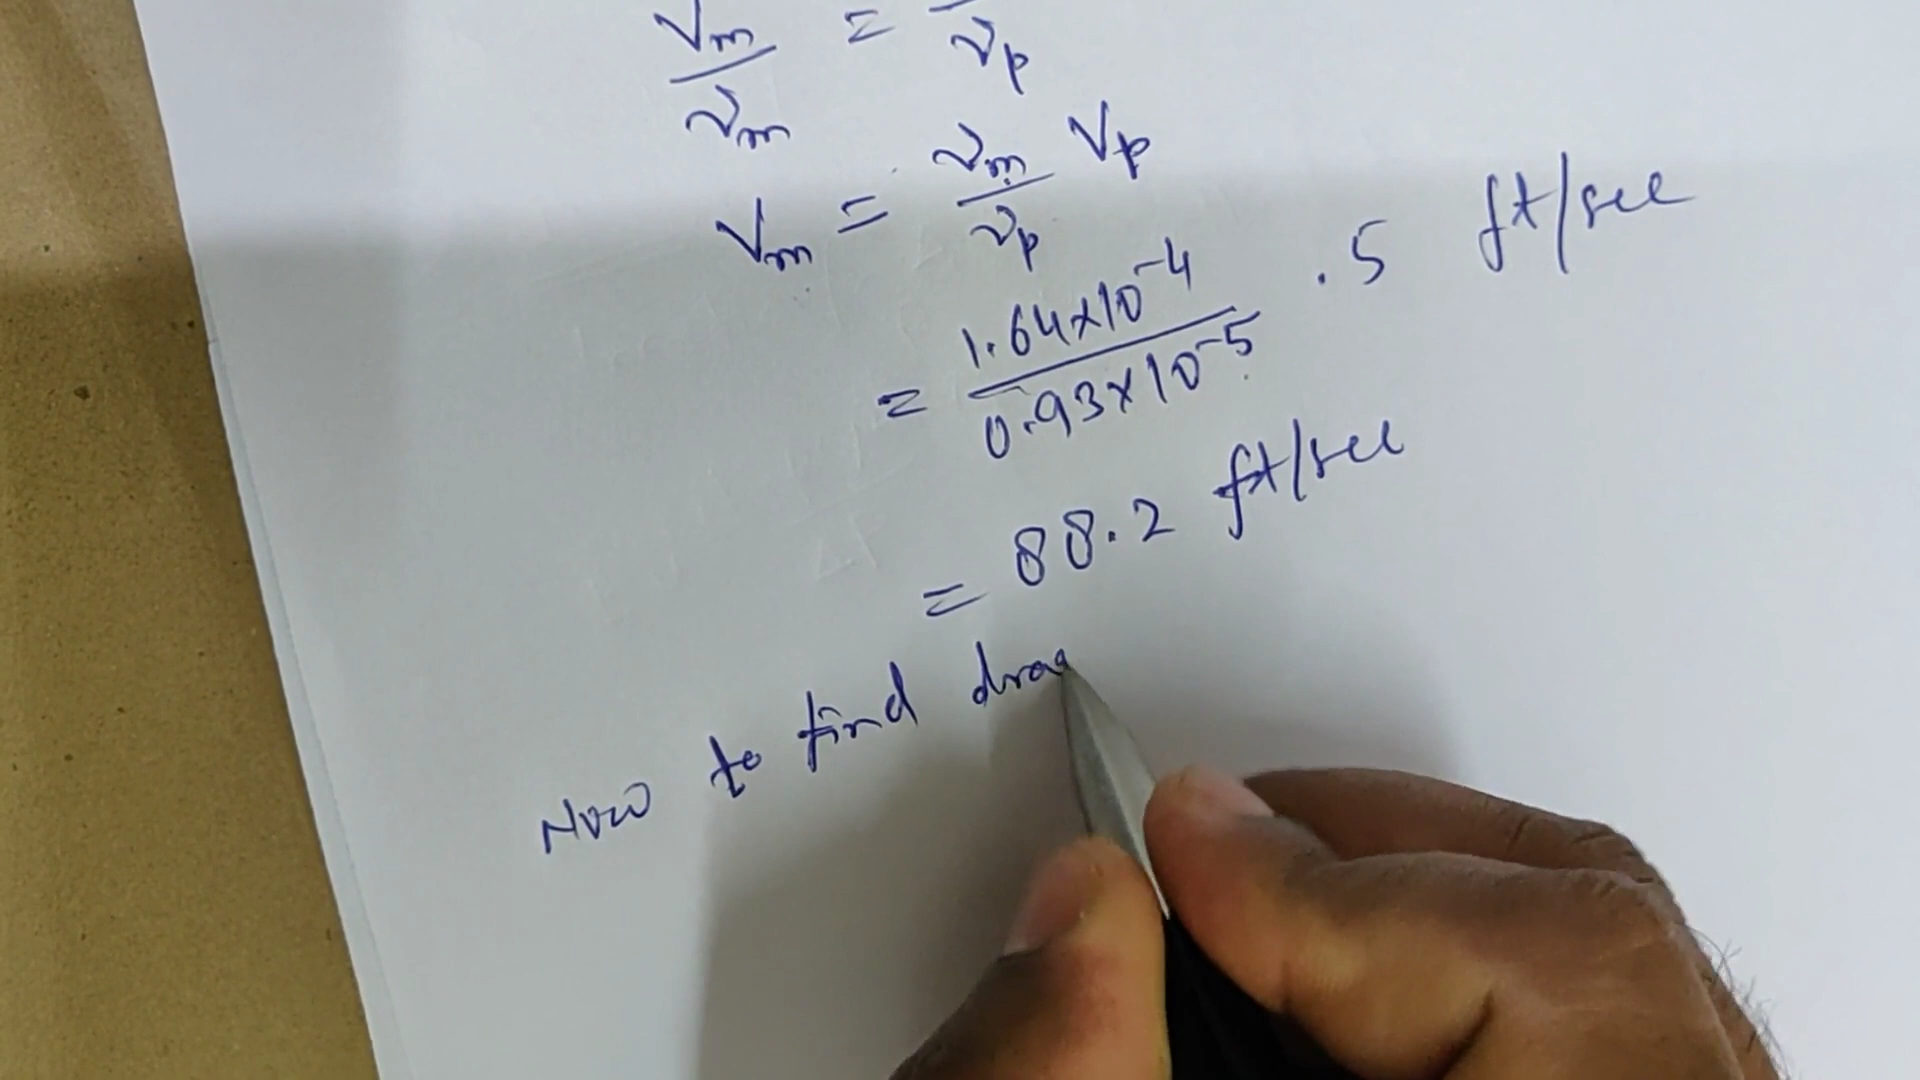 Vm/νm = /νp
Vm = νm/νp Vp
= 1.64×10^-4/0.93×10^-5 . 5 ft/sec
= 88.2 ft/sec
Now to find drag